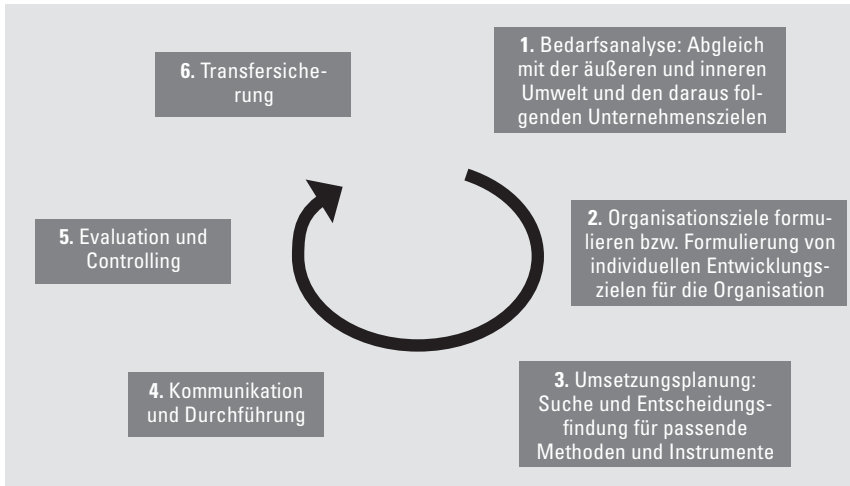 1. Bedarfsanalyse: Abgleich
mit der äußeren und inneren
Umwelt und den daraus fol-
genden Unternehmenszielen
2. Organisationsziele formu-
lieren bzw. Formulierung von
individuellen Entwicklungs-
zielen für die Organisation
3. Umsetzungsplanung:
Suche und Entscheidungs-
findung für passende
Methoden und Instrumente
4. Kommunikation
und Durchführung
5. Evaluation und
Controlling
6. Transfersiche-
rung